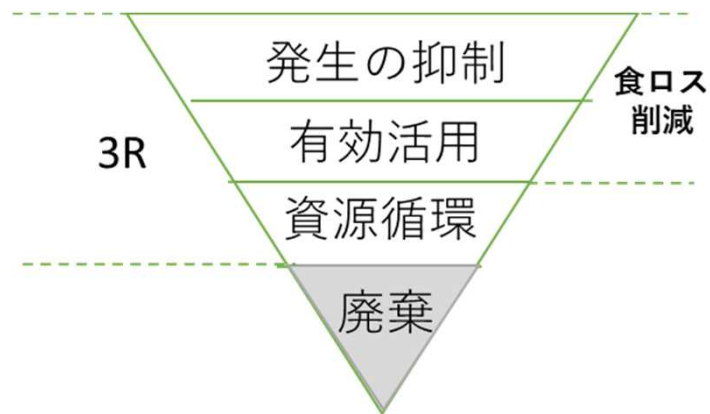 発生の抑制
食ロス
削減
有効活用
3R
資源循環
廃棄